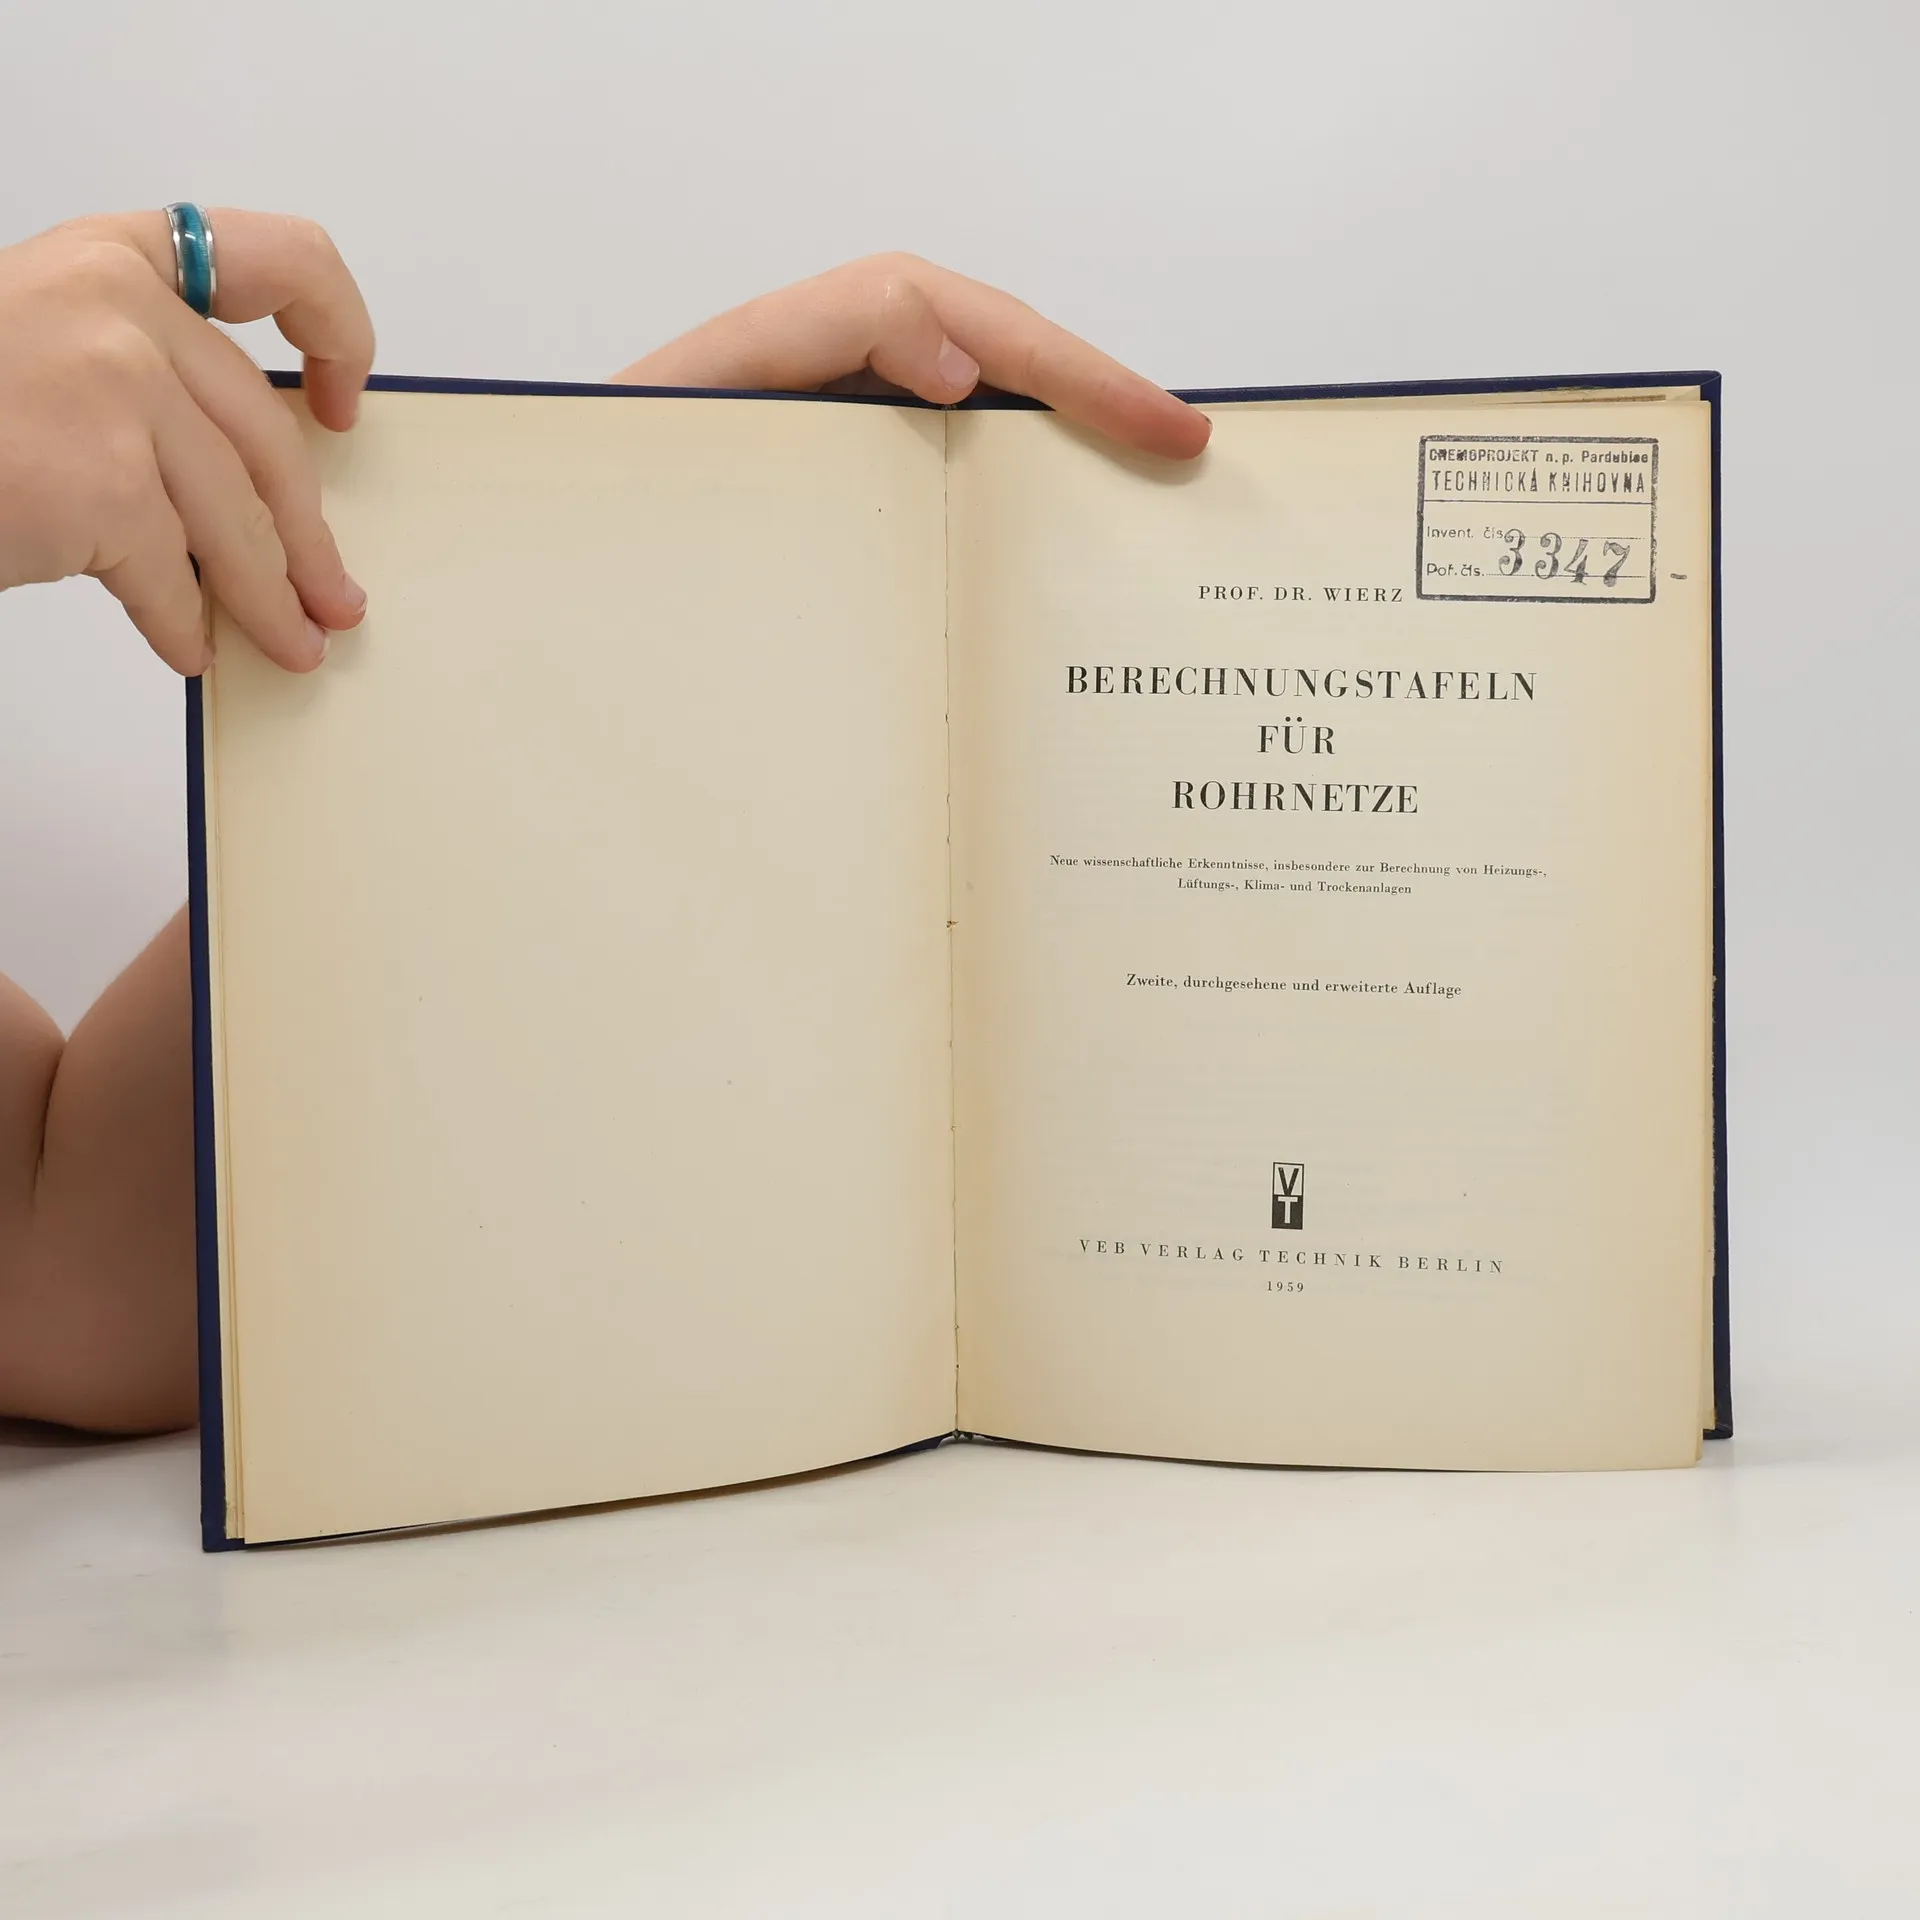 CHEMOPROJEKT n. p. Pardubice
TECHNICKÁ KNIHOVNA
Invent. čís.
Poř. čís. 3347
PROF. DR. WIERZ
BERECHNUNGSTAFELN
FÜR
ROHRNETZE
Neue wissenschaftliche Erkenntnisse, insbesondere zur Berechnung von Heizungs-,
Lüftungs-, Klima- und Trockenanlagen
Zweite, durchgesehene und erweiterte Auflage
V
T
VEB VERLAG TECHNIK BERLIN
1959